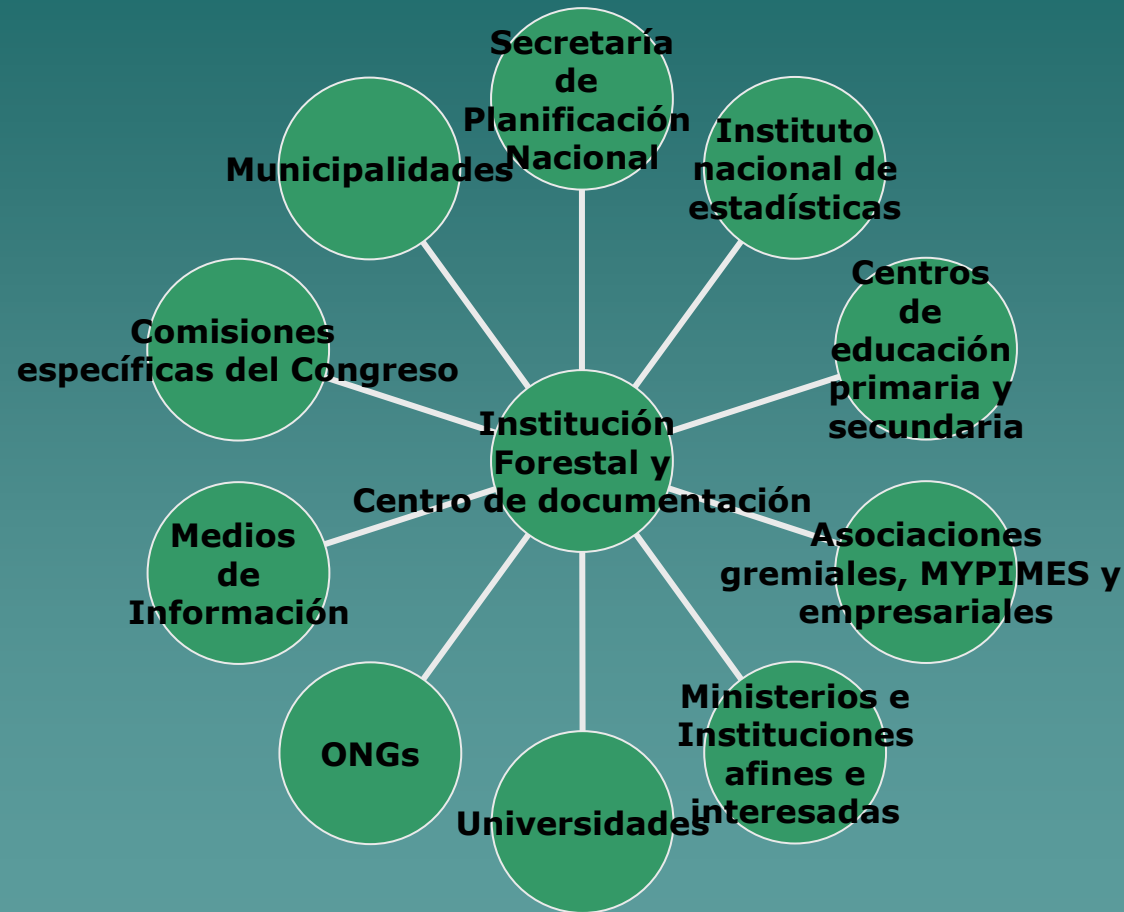 Secretaría
de
Planificación
Nacional
Instituto
nacional de
estadísticas
Centros
de
educación
primaria y
secundaria
Asociaciones
gremiales, MYPIMES y
empresariales
Ministerios e
Instituciones
afines e
interesadas
Universidades
ONGs
Medios
de
Información
Comisiones
específicas del Congreso
Municipalidades
Institución
Forestal y
Centro de documentación